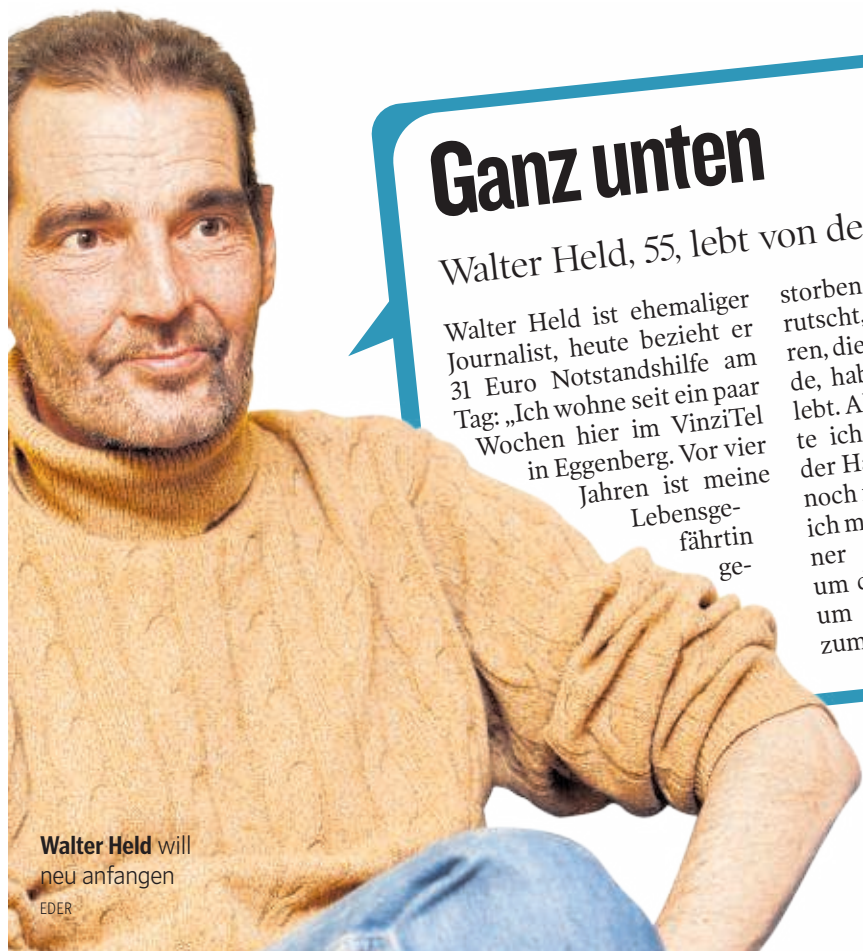 Ganz unten
Walter Held, 55, lebt von de
Walter Held ist ehemaliger
Journalist, heute bezieht er
31 Euro Notstandshilfe am
Tag: „Ich wohne seit ein paar
Wochen hier im VinziTel
in Eggenberg. Vor vier
Jahren ist meine
Lebensge-
fährtin
ge-
storben
rutscht,
ren, die
de, hab
lebt. A
te ich
der H
noch
ich m
ner
um
um
zum
Walter Held will
neu anfangen
EDER